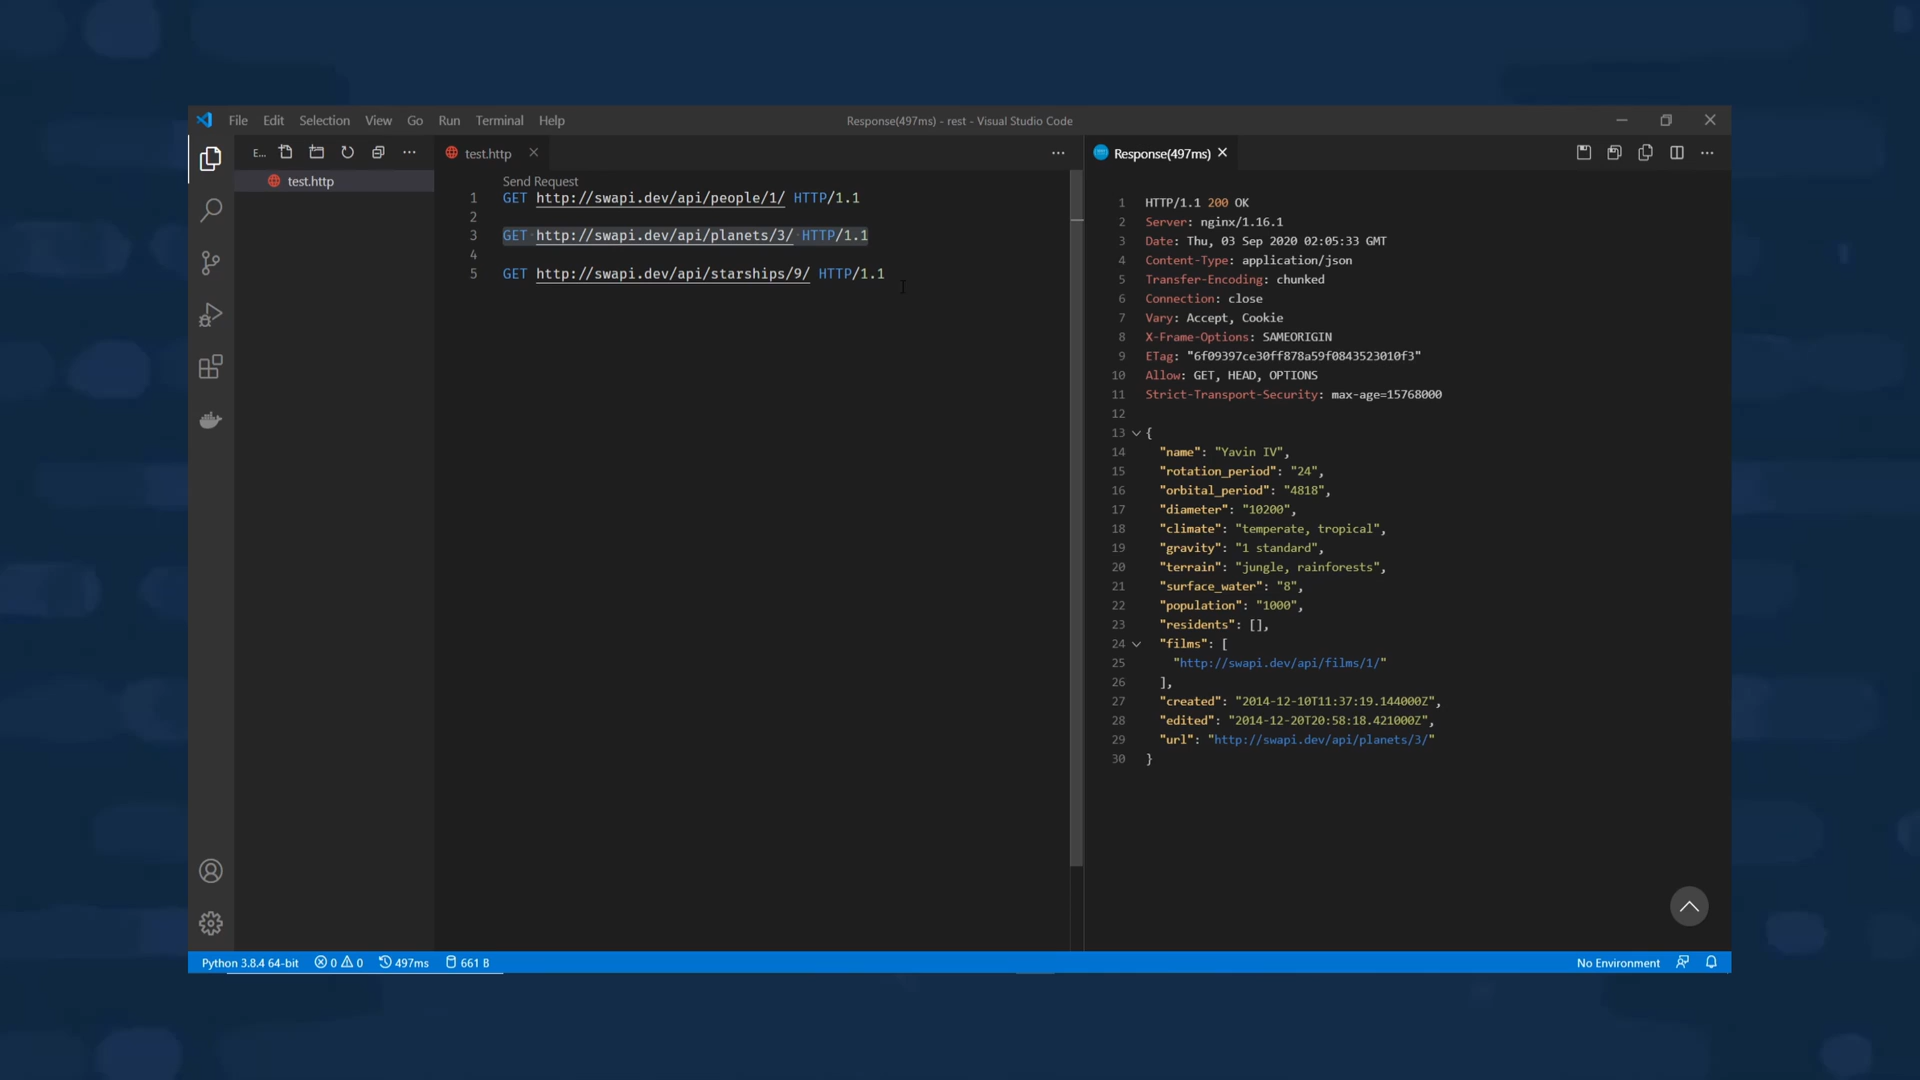 File Edit Selection View Go Run Terminal Help
Response(497ms) - rest - Visual Studio Code
E...
test.http
test.http
Send Request
1 GET http://swapi.dev/api/people/1/ HTTP/1.1
2
3 GET http://swapi.dev/api/planets/3/ HTTP/1.1
4
5 GET http://swapi.dev/api/starships/9/ HTTP/1.1
Response(497ms)
1 HTTP/1.1 200 OK
2 Server: nginx/1.16.1
3 Date: Thu, 03 Sep 2020 02:05:33 GMT
4 Content-Type: application/json
5 Transfer-Encoding: chunked
6 Connection: close
7 Vary: Accept, Cookie
8 X-Frame-Options: SAMEORIGIN
9 ETag: "6f09397ce30ff878a59f0843523010f3"
10 Allow: GET, HEAD, OPTIONS
11 Strict-Transport-Security: max-age=15768000
12
13 {
14 "name": "Yavin IV",
15 "rotation_period": "24",
16 "orbital_period": "4818",
17 "diameter": "10200",
18 "climate": "temperate, tropical",
19 "gravity": "1 standard",
20 "terrain": "jungle, rainforests",
21 "surface_water": "8",
22 "population": "1000",
23 "residents": [],
24 "films": [
25 "http://swapi.dev/api/films/1/"
26 ],
27 "created": "2014-12-10T11:37:19.144000Z",
28 "edited": "2014-12-20T20:58:18.421000Z",
29 "url": "http://swapi.dev/api/planets/3/"
30 }
Python 3.8.4 64-bit 0 0 497ms 661 B
No Environment